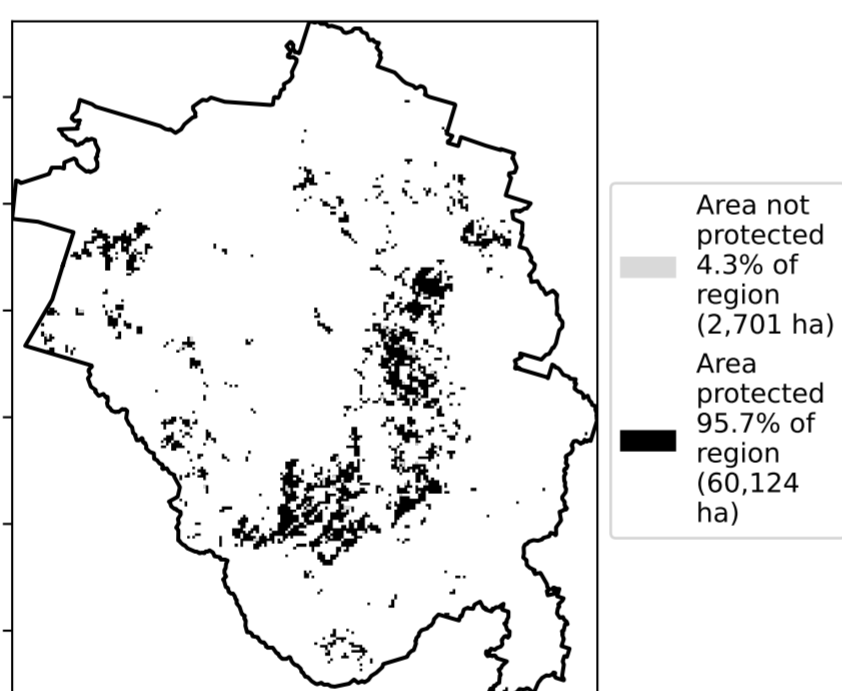 Area not
protected
4.3% of
region
(2,701 ha)
Area
protected
95.7% of
region
(60,124
ha)